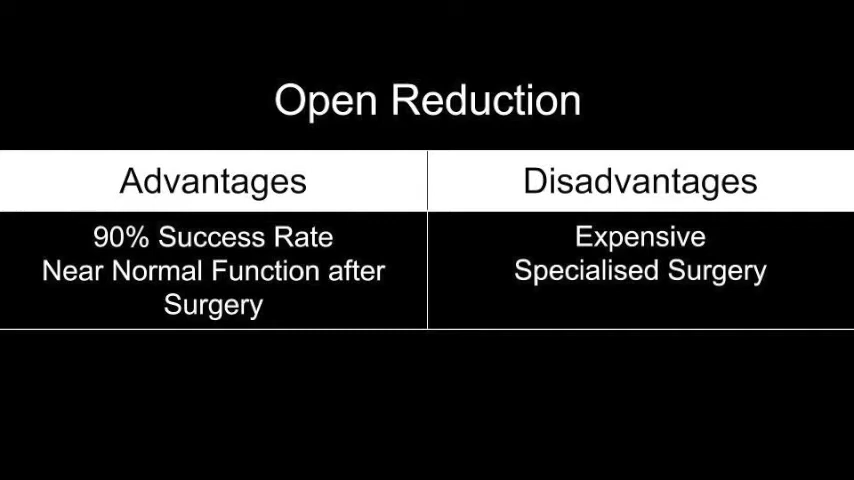 Open Reduction
Advantages
Disadvantages
90% Success Rate
Near Normal Function after
Surgery
Expensive
Specialised Surgery